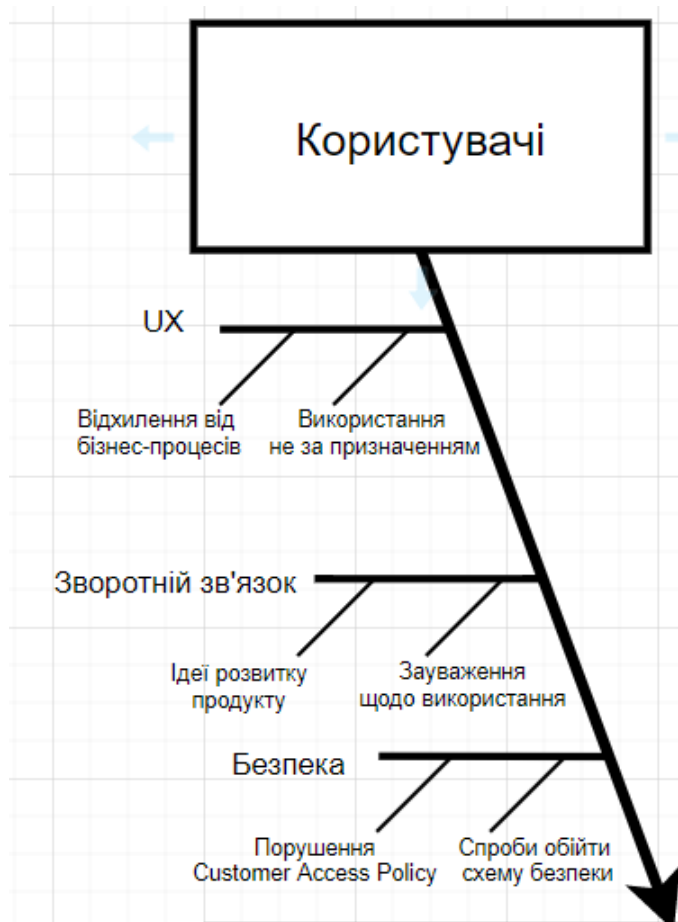 Користувачі
UX
Відхилення від
бізнес-процесів
Використання
не за призначенням
Зворотній зв'язок
Ідеї розвитку
продукту
Зауваження
щодо використання
Безпека
Порушення
Customer Access Policy
Спроби обійти
схему безпеки